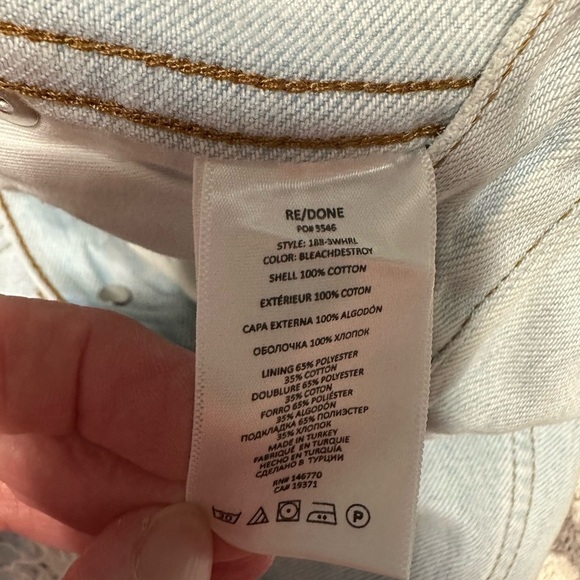 RE/DONE
PO# 3546
STYLE: 188-3WHRL
COLOR: BLEACHDESTROY
SHELL 100% COTTON
EXTÉRIEUR 100% COTON
CAPA EXTERNA 100% ALGODÓN
ОБОЛОЧКА 100% ХЛОПОК
LINING 65% POLYESTER
35% COTTON
DOUBLURE 65% POLYESTER
35% COTON
FORRO 65% POLIÉSTER
35% ALGODÓN
ПОДКЛАДКА 65% ПОЛИЭСТЕР
35% ХЛОПОК
MADE IN TURKEY
FABRIQUÉ EN TURQUIE
HECHO EN TURQUÍA
СДЕЛАНО В ТУРЦИИ
RN# 146770
CA# 19371
P